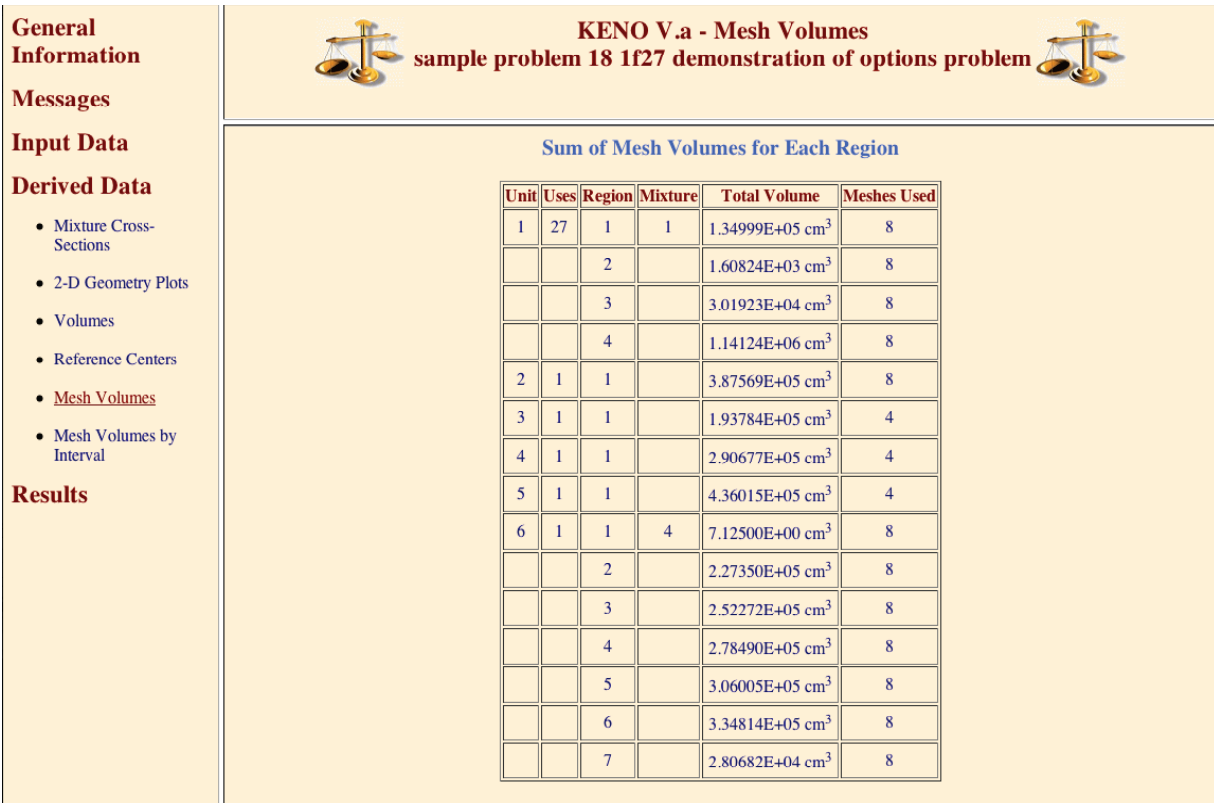 General
Information
Messages
Input Data
Derived Data
• Mixture Cross-
Sections
• 2-D Geometry Plots
• Volumes
• Reference Centers
• Mesh Volumes
• Mesh Volumes by
Interval
Results
KENO V.a - Mesh Volumes
sample problem 18 1f27 demonstration of options problem
Sum of Mesh Volumes for Each Region
Unit Uses Region Mixture Total Volume Meshes Used
1 27 1 1 1.34999E+05 cm³ 8
2 1.60824E+03 cm³ 8
3 3.01923E+04 cm³ 8
4 1.14124E+06 cm³ 8
2 1 1 3.87569E+05 cm³ 8
3 1 1 1.93784E+05 cm³ 4
4 1 1 2.90677E+05 cm³ 4
5 1 1 4.36015E+05 cm³ 4
6 1 1 4 7.12500E+00 cm³ 8
2 2.27350E+05 cm³ 8
3 2.52272E+05 cm³ 8
4 2.78490E+05 cm³ 8
5 3.06005E+05 cm³ 8
6 3.34814E+05 cm³ 8
7 2.80682E+04 cm³ 8